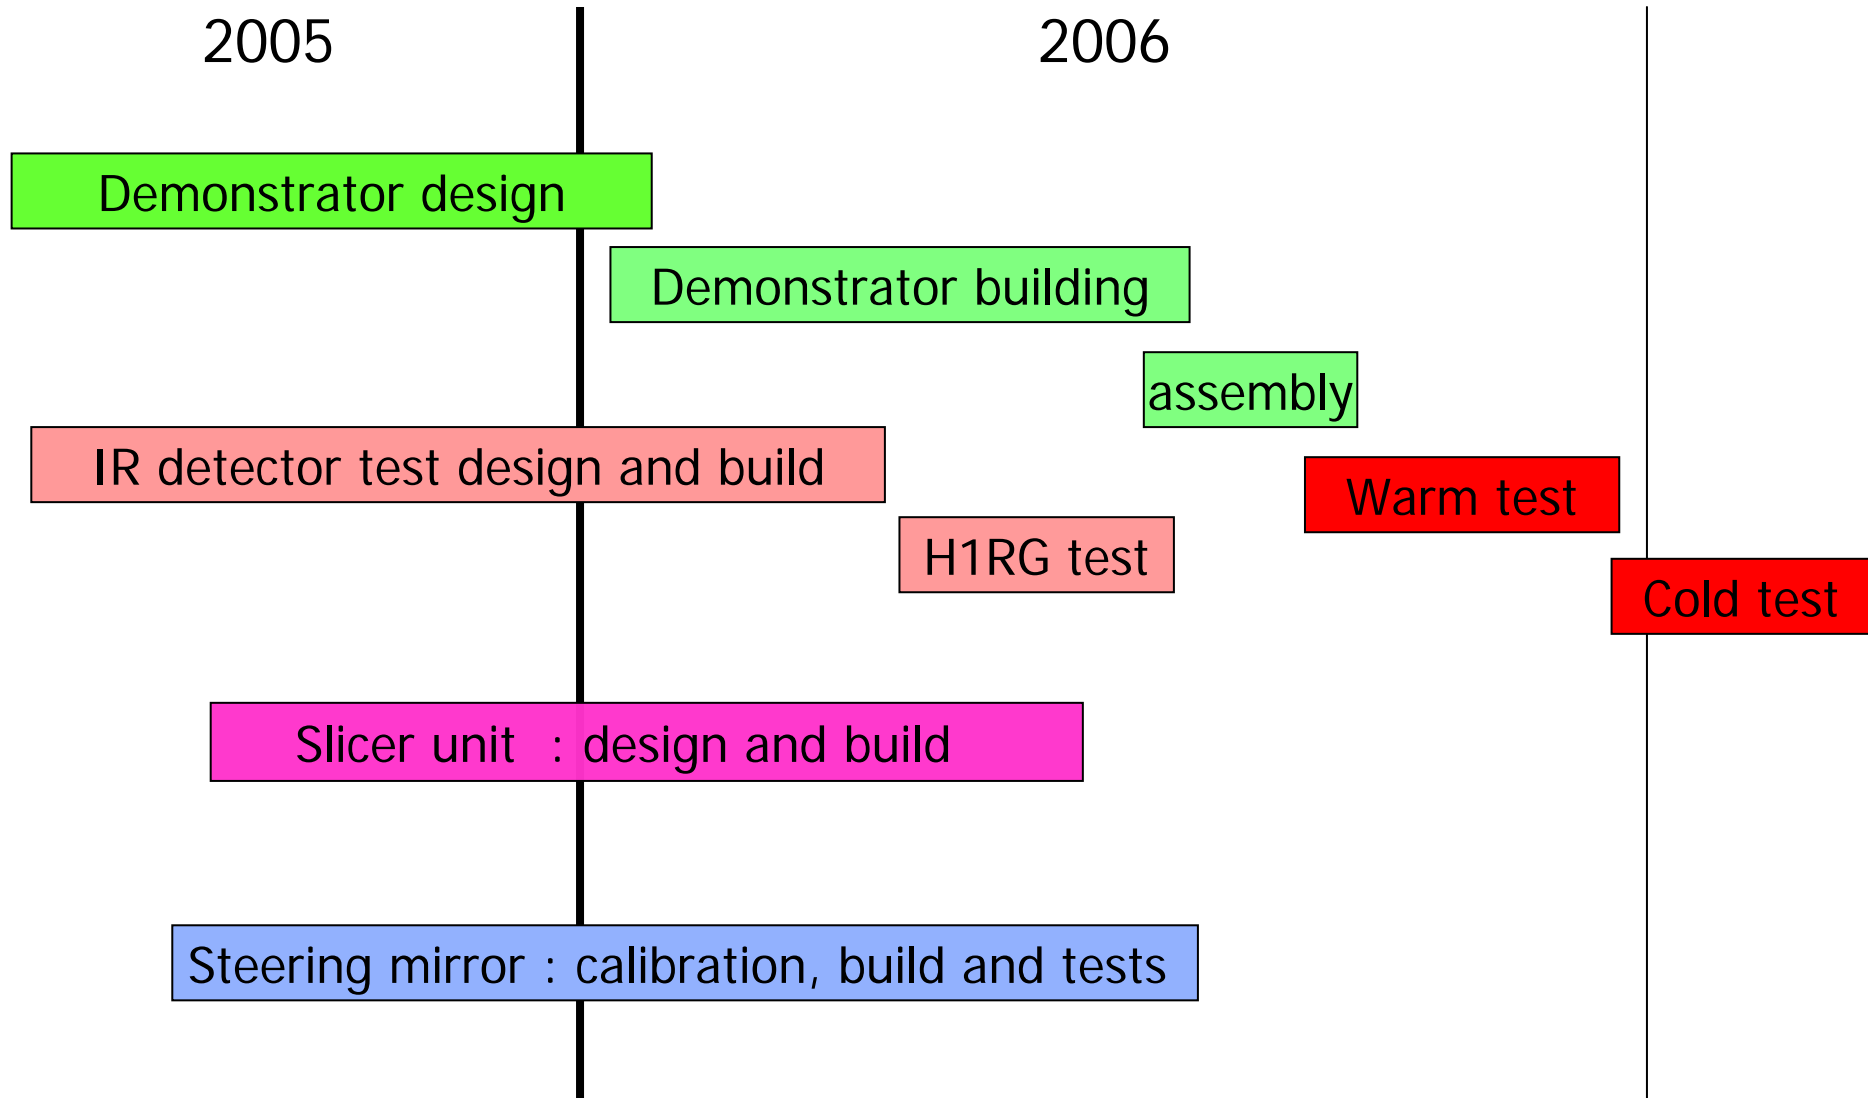 2005
2006
Demonstrator design
Demonstrator building
assembly
IR detector test design and build
Warm test
H1RG test
Cold test
Slicer unit : design and build
Steering mirror : calibration, build and tests